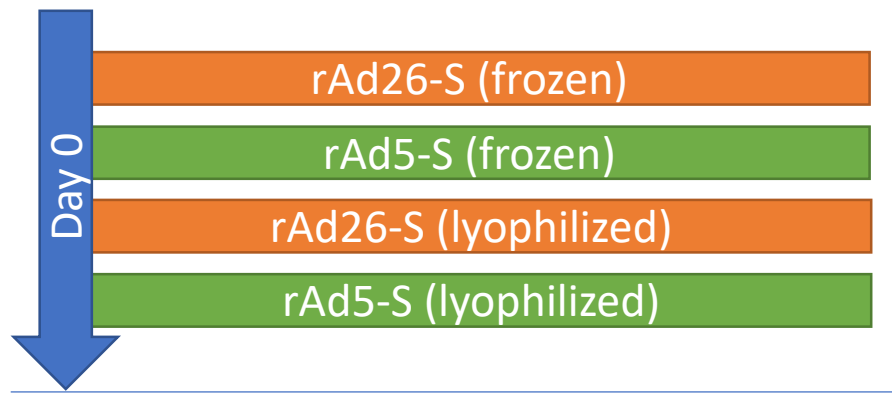 Day 0
rAd26-S (frozen)
rAd5-S (frozen)
rAd26-S (lyophilized)
rAd5-S (lyophilized)